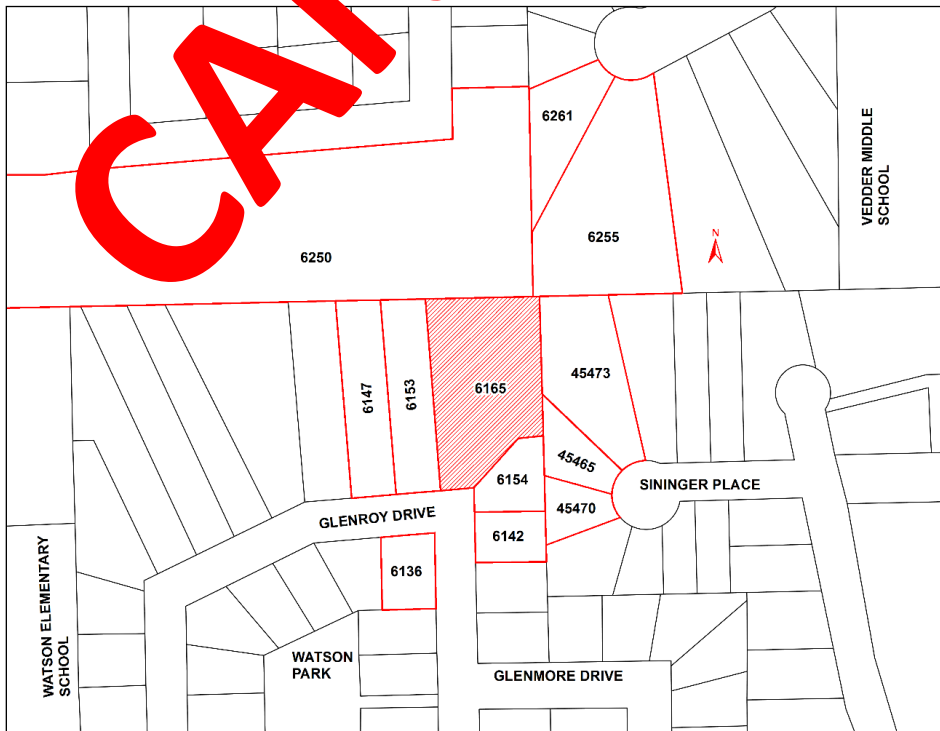 6261
VEDDER MIDDLE
SCHOOL
N
6255
6250
6147
6153
6165
45473
45465
6154
SININGER PLACE
45470
GLENROY DRIVE
6142
6136
WATSON ELEMENTARY
SCHOOL
WATSON
PARK
GLENMORE DRIVE